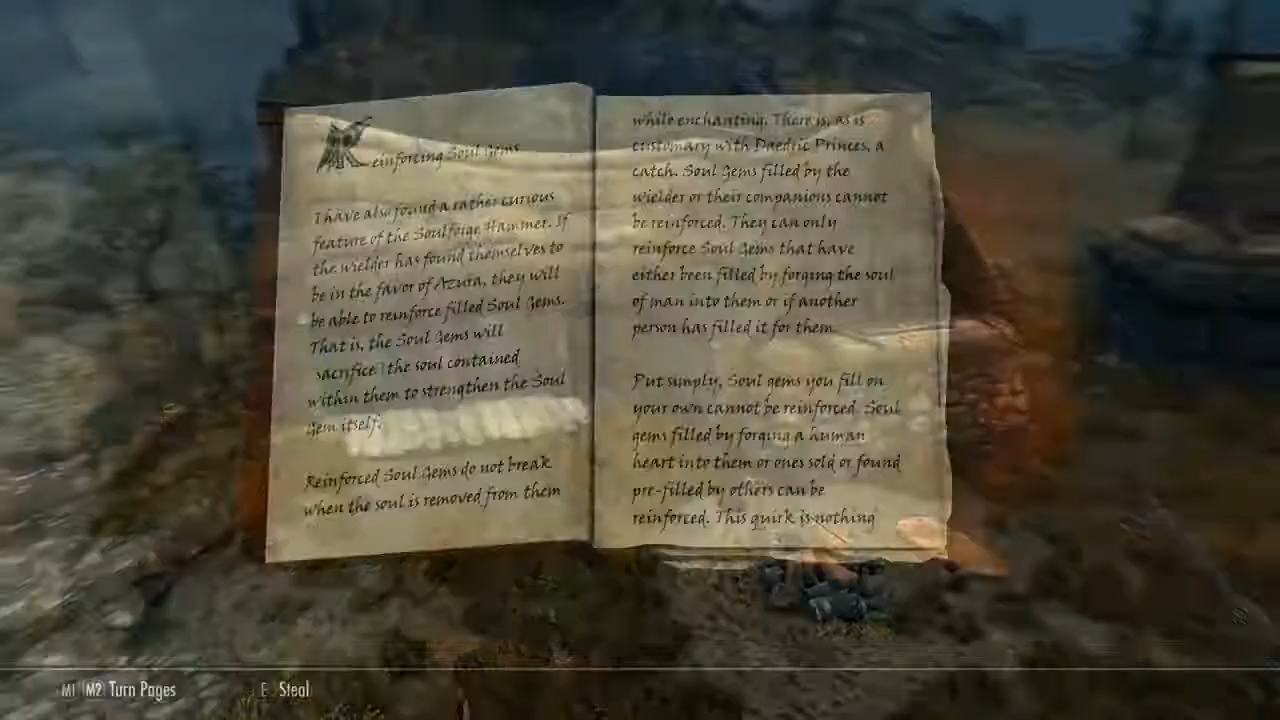 Reinforcing Soul Gems
I have also found a rather curious
feature of the Soulforge Hammer. If
the wielder has found themselves to
be in the favor of Azura, they will
be able to reinforce filled Soul Gems.
That is, the Soul Gems will
sacrifice the soul contained
within them to strengthen the Soul
Gem itself.
Reinforced Soul Gems do not break
when the soul is removed from them
while enchanting. There is, as is
customary with Daedric Princes, a
catch. Soul Gems filled by the
wielder or their companions cannot
be reinforced. They can only
reinforce Soul Gems that have
either been filled by forging the soul
of man into them or if another
person has filled it for them.
Put simply, Soul gems you fill on
your own cannot be reinforced. Soul
gems filled by forging a human
heart into them or ones sold or found
pre-filled by others can be
reinforced. This quirk is nothing
M1 M2 Turn Pages
E Steal